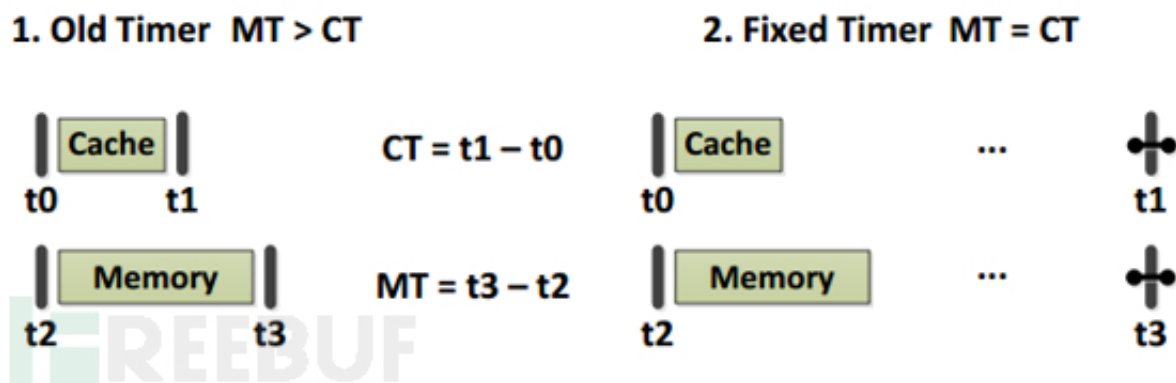 1. Old Timer MT > CT
2. Fixed Timer MT = CT
Cache
t0
t1
CT = t1 – t0
Memory
t2
t3
MT = t3 – t2
Cache
...
t0
t1
Memory
...
t2
t3
FREEBUF